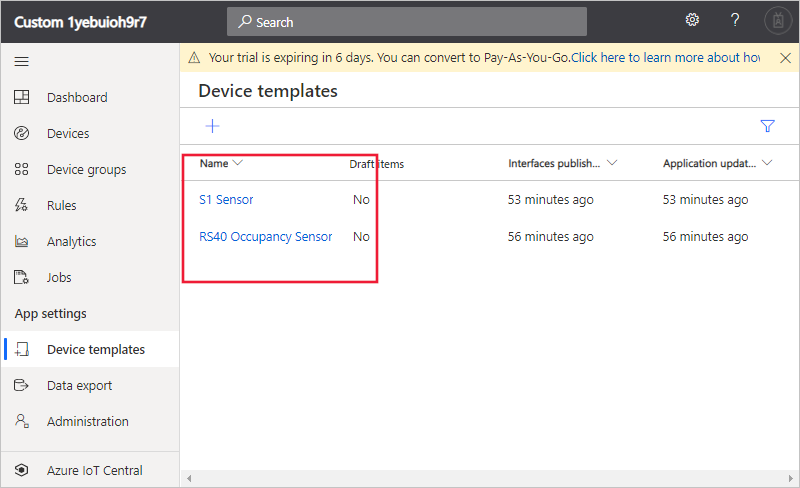 Custom 1yebuioh9r7
Search
?
Your trial is expiring in 6 days. You can convert to Pay-As-You-Go.Click here to learn more about how
Dashboard
Devices
Device groups
Rules
Analytics
Jobs
App settings
Device templates
Data export
Administration
Azure IoT Central
Device templates
Name Draft items Interfaces publish... Application updat...
S1 Sensor No 53 minutes ago 53 minutes ago
RS40 Occupancy Sensor No 56 minutes ago 56 minutes ago